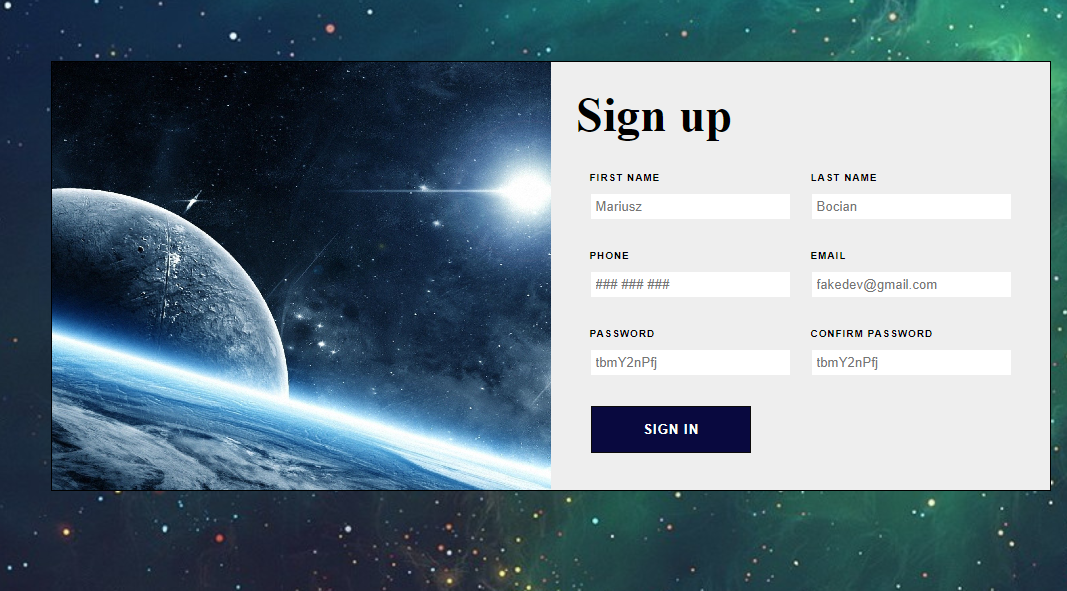 Sign up
FIRST NAME LAST NAME
Mariusz Bocian
PHONE EMAIL
### ### ### fakedev@gmail.com
PASSWORD CONFIRM PASSWORD
tbmY2nPfj tbmY2nPfj
SIGN IN